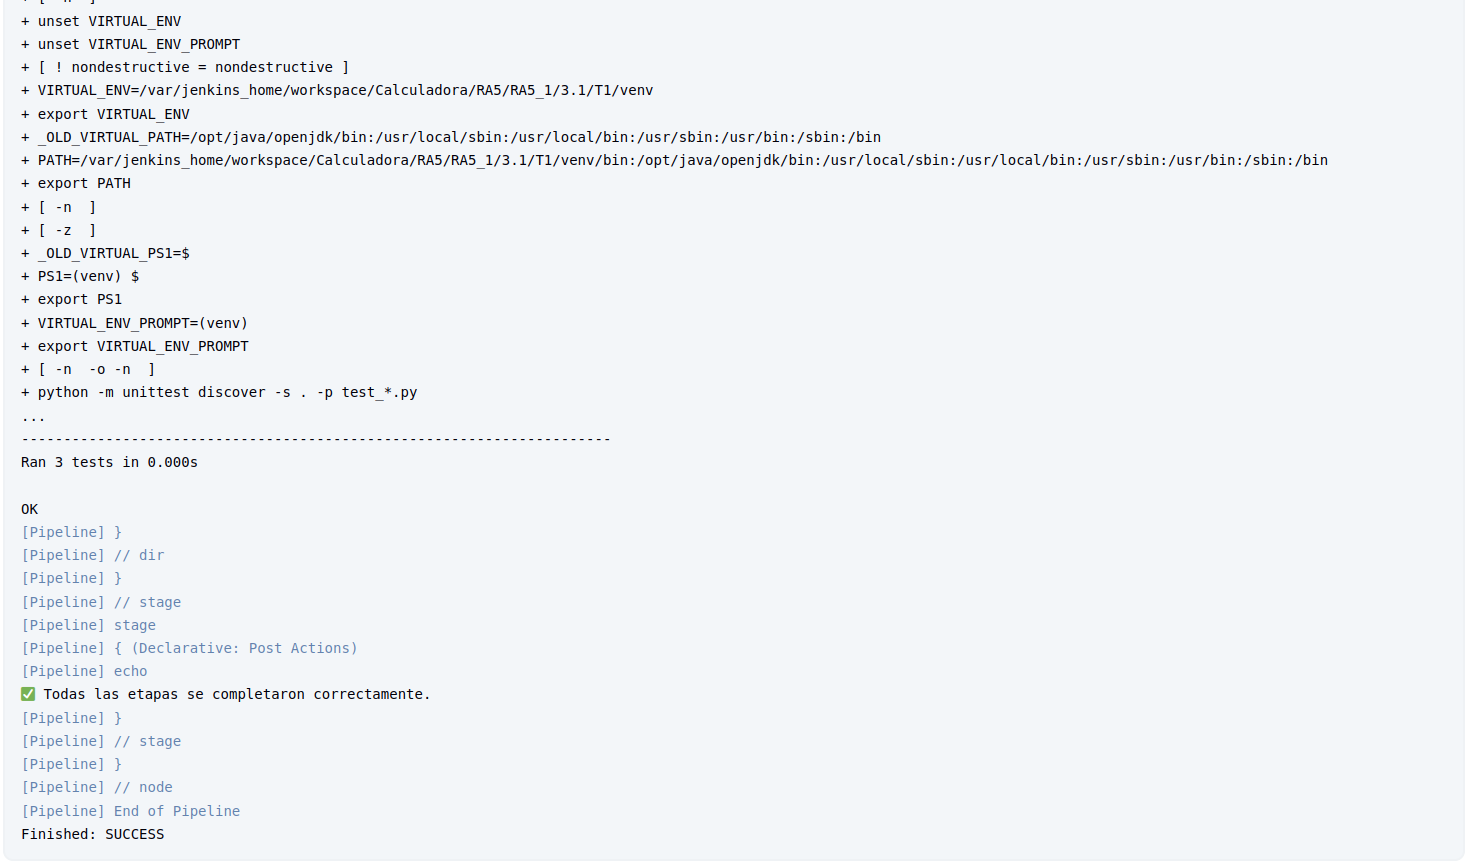 + unset VIRTUAL_ENV
+ unset VIRTUAL_ENV_PROMPT
+ [ ! nondestructive = nondestructive ]
+ VIRTUAL_ENV=/var/jenkins_home/workspace/Calculadora/RA5/RA5_1/3.1/T1/venv
+ export VIRTUAL_ENV
+ _OLD_VIRTUAL_PATH=/opt/java/openjdk/bin:/usr/local/sbin:/usr/local/bin:/usr/sbin:/usr/bin:/sbin:/bin
+ PATH=/var/jenkins_home/workspace/Calculadora/RA5/RA5_1/3.1/T1/venv/bin:/opt/java/openjdk/bin:/usr/local/sbin:/usr/local/bin:/usr/sbin:/usr/bin:/sbin:/bin
+ export PATH
+ [ -n  ]
+ [ -z  ]
+ _OLD_VIRTUAL_PS1=$
+ PS1=(venv) $
+ export PS1
+ VIRTUAL_ENV_PROMPT=(venv)
+ export VIRTUAL_ENV_PROMPT
+ [ -n  -o -n  ]
+ python -m unittest discover -s . -p test_*.py
...
----------------------------------------------------------------------
Ran 3 tests in 0.000s
OK
[Pipeline] }
[Pipeline] // dir
[Pipeline] }
[Pipeline] // stage
[Pipeline] stage
[Pipeline] { (Declarative: Post Actions)
[Pipeline] echo
✅ Todas las etapas se completaron correctamente.
[Pipeline] }
[Pipeline] // stage
[Pipeline] }
[Pipeline] // node
[Pipeline] End of Pipeline
Finished: SUCCESS